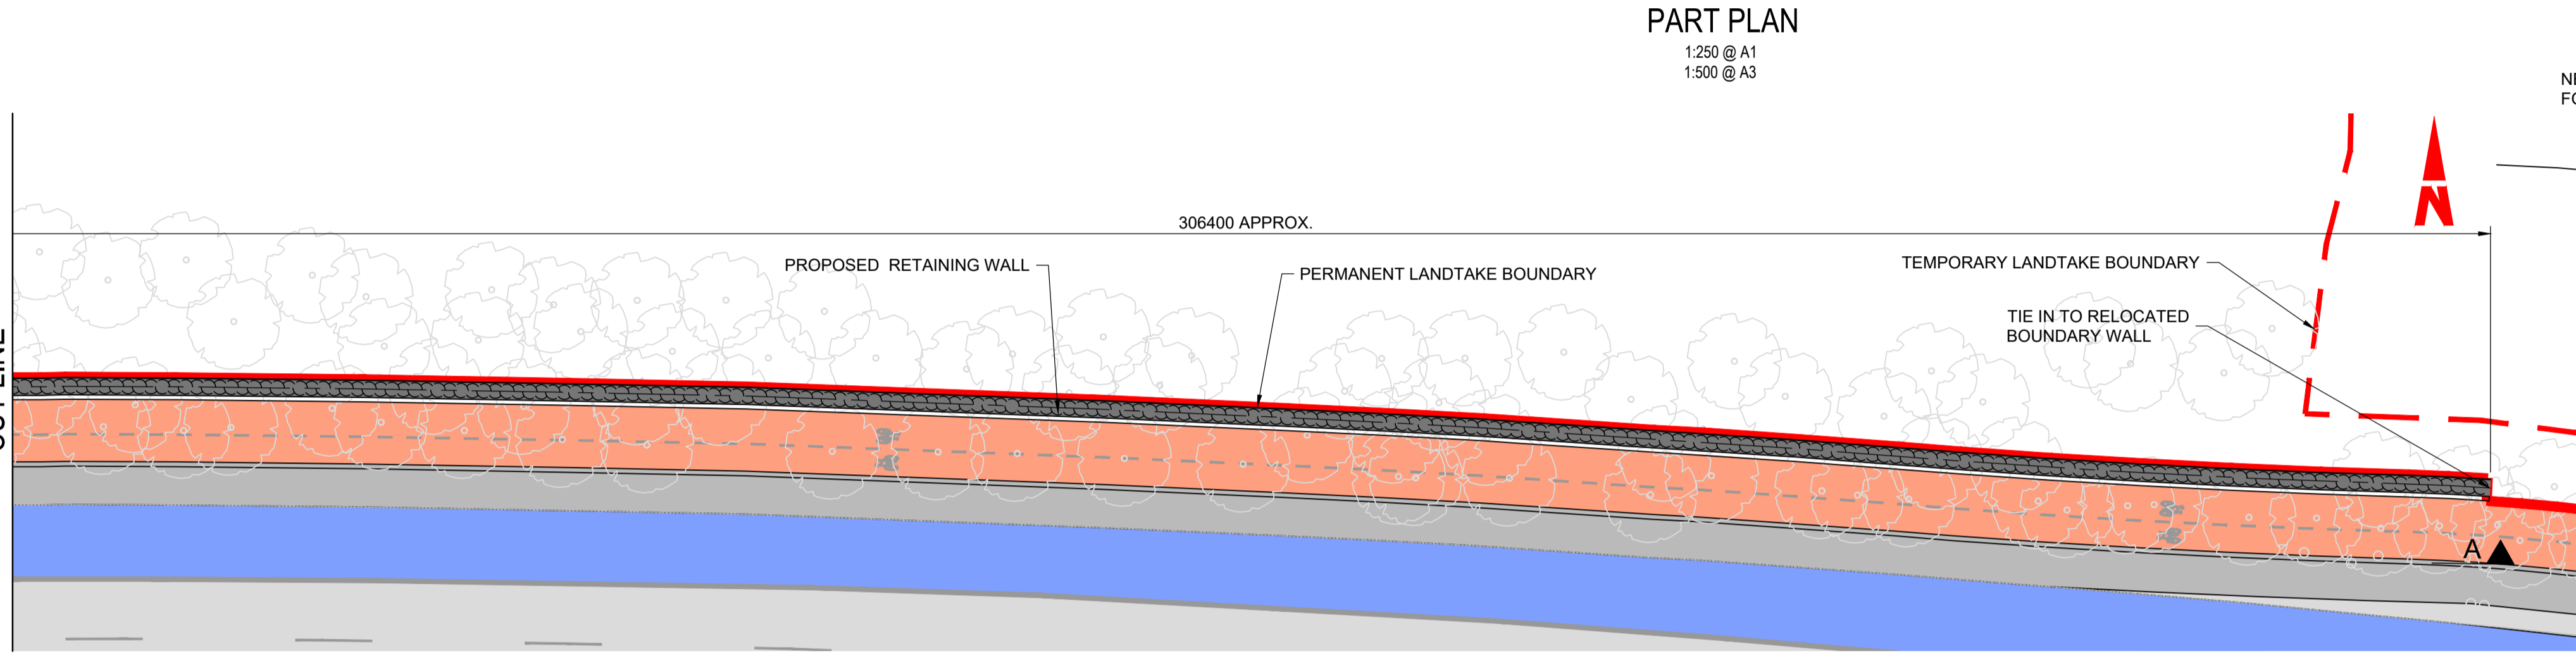 PART PLAN
1:250 @ A1
1:500 @ A3
306400 APPROX.
PROPOSED RETAINING WALL
PERMANENT LANDTAKE BOUNDARY
TEMPORARY LANDTAKE BOUNDARY
TIE IN TO RELOCATED
BOUNDARY WALL
N
A